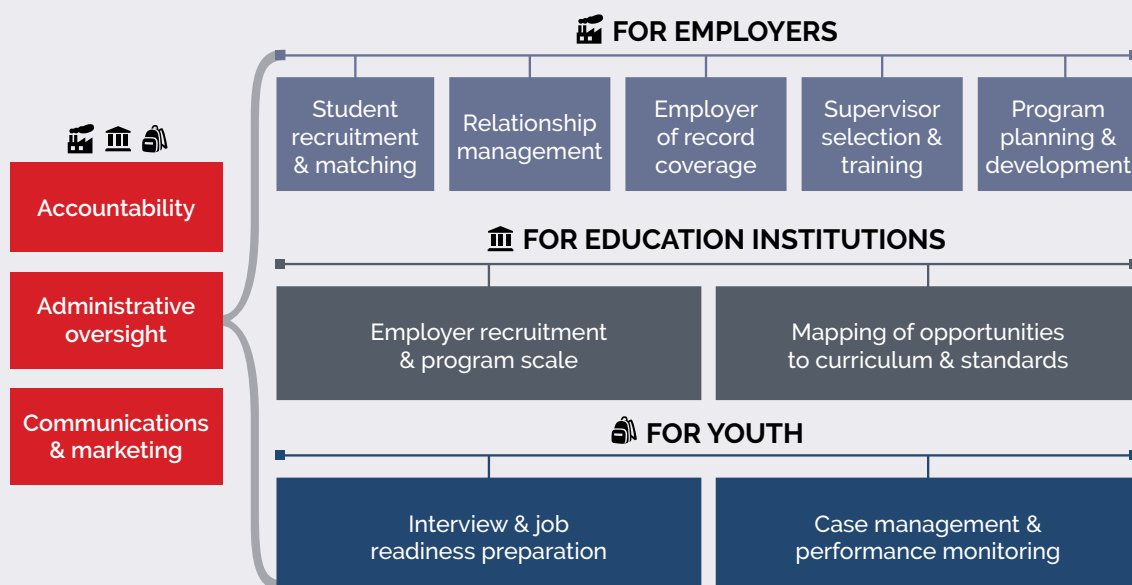 Accountability
Administrative
oversight
Communications
& marketing
FOR EMPLOYERS
Student
recruitment
& matching
Relationship
management
Employer
of record
coverage
Supervisor
selection &
training
Program
planning &
development
FOR EDUCATION INSTITUTIONS
Employer recruitment
& program scale
Mapping of opportunities
to curriculum & standards
FOR YOUTH
Interview & job
readiness preparation
Case management &
performance monitoring